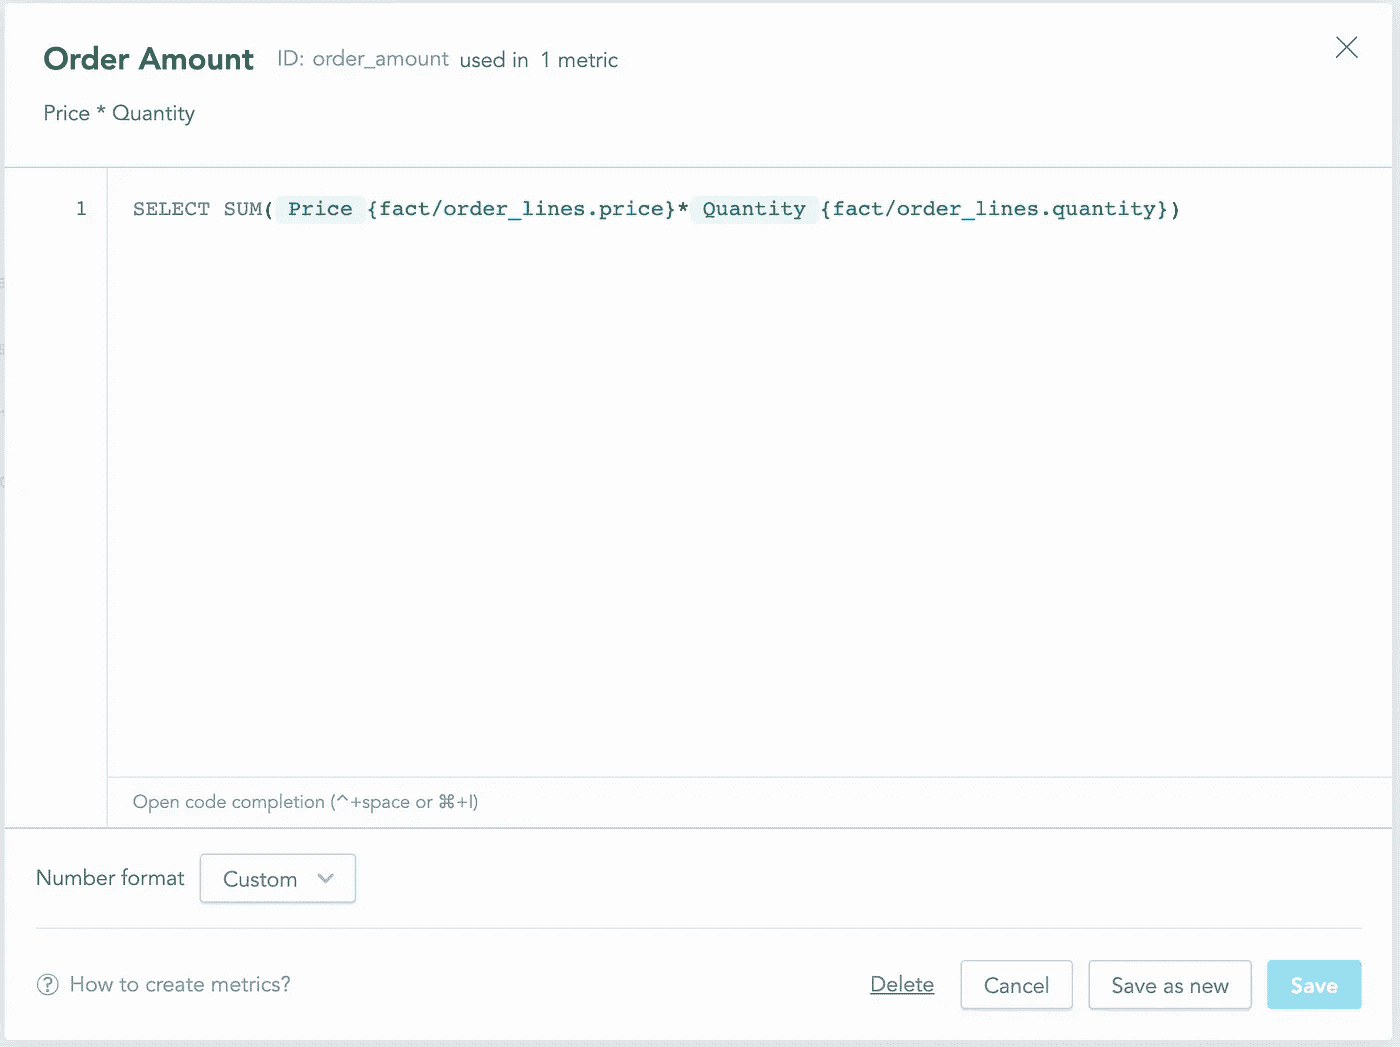 Order Amount ID: order_amount used in 1 metric
Price * Quantity
1 SELECT SUM( Price {fact/order_lines.price}* Quantity {fact/order_lines.quantity})
Open code completion (^+space or ⌘+I)
Number format Custom
? How to create metrics? Delete Cancel Save as new Save